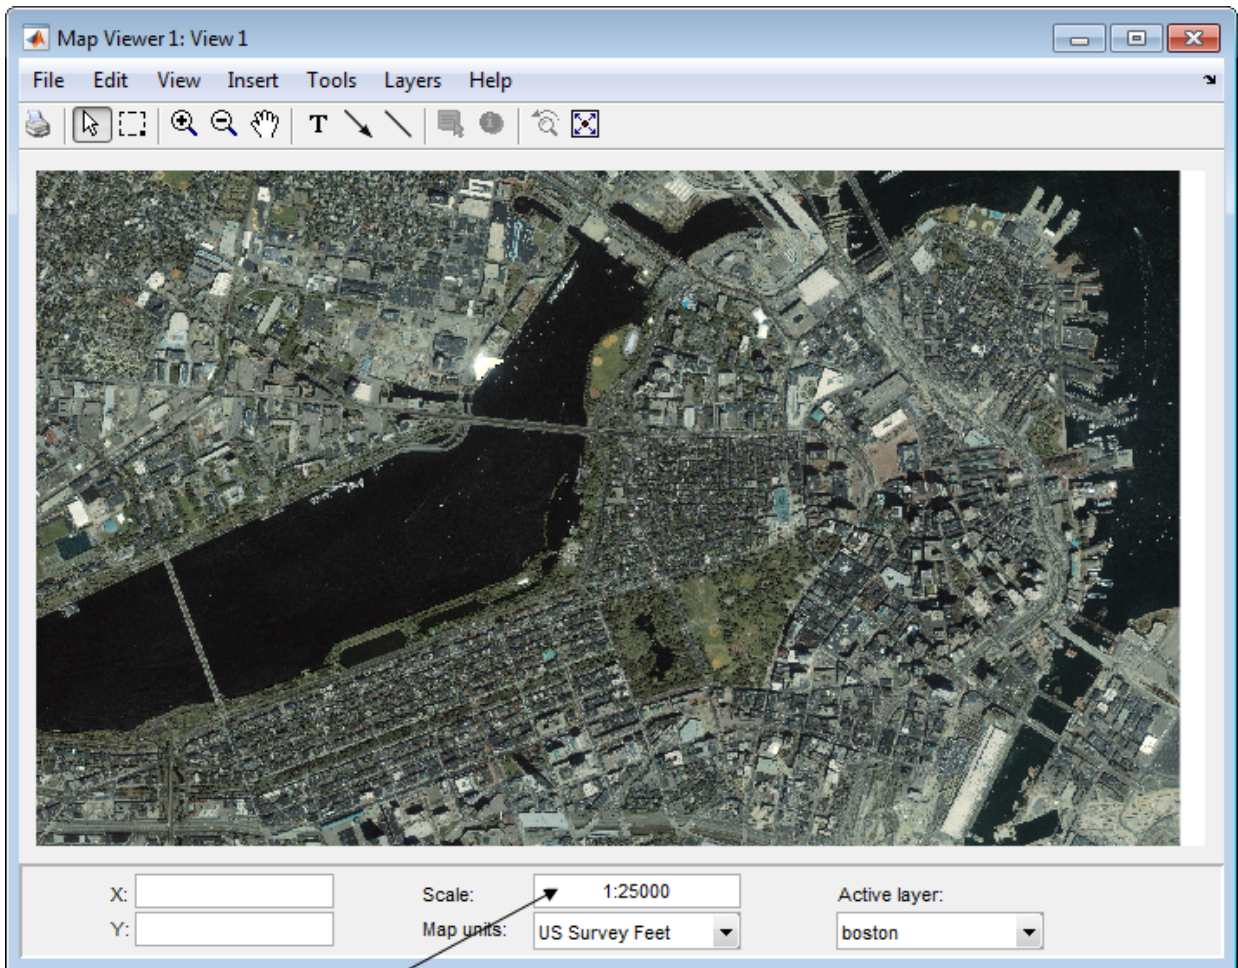 Map Viewer 1: View 1
File Edit View Insert Tools Layers Help
T
X: Scale: 1:25000 Active layer:
Y: Map units: US Survey Feet boston